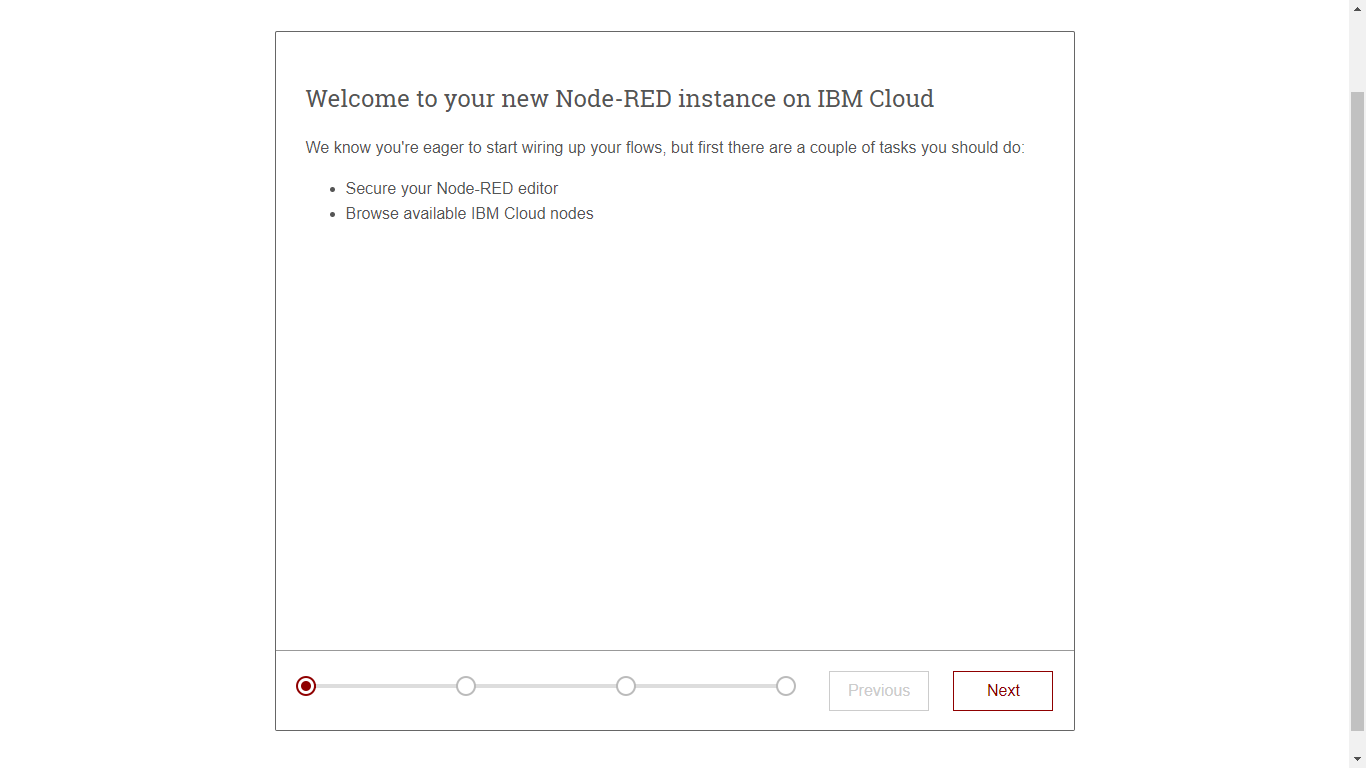 Welcome to your new Node-RED instance on IBM Cloud
We know you're eager to start wiring up your flows, but first there are a couple of tasks you should do:
Secure your Node-RED editor
Browse available IBM Cloud nodes
Previous
Next